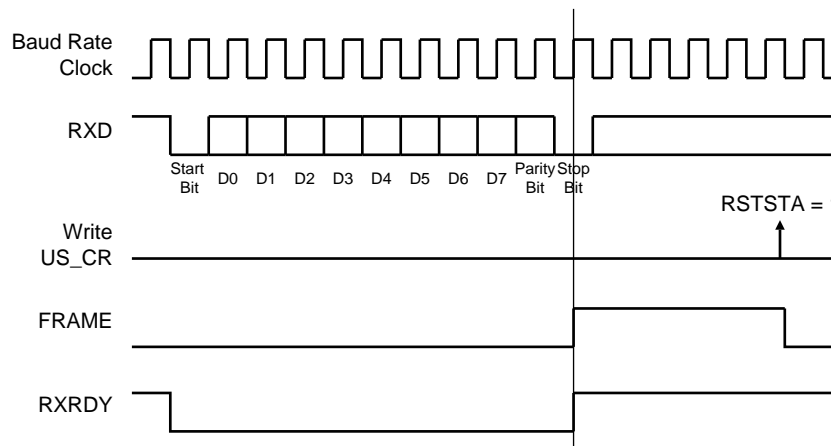 Baud Rate
Clock
RXD
Start
Bit
D0
D1
D2
D3
D4
D5
D6
D7
Parity
Bit
Stop
Bit
RSTSTA =
Write
US_CR
FRAME
RXRDY